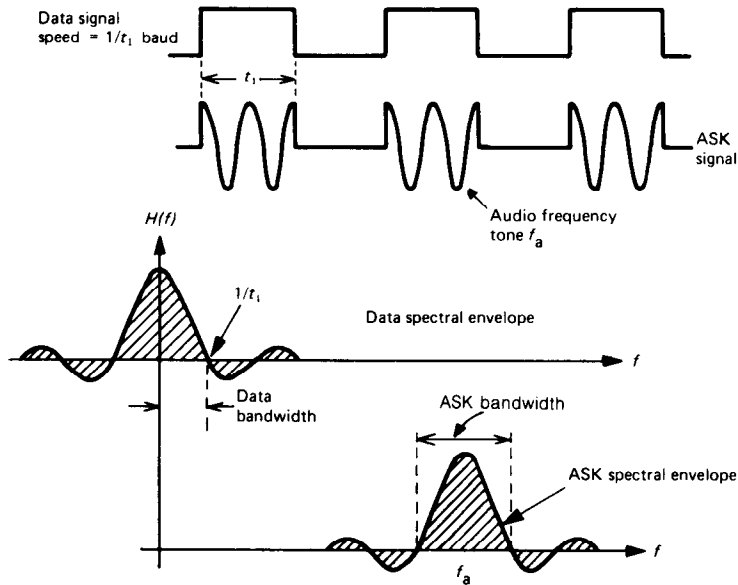 Data signal
speed = 1/t₁ baud
t₁
ASK
signal
Audio frequency
tone fₐ
H(f)
1/t₁
Data spectral envelope
f
Data
bandwidth
ASK bandwidth
ASK spectral envelope
f
fₐ